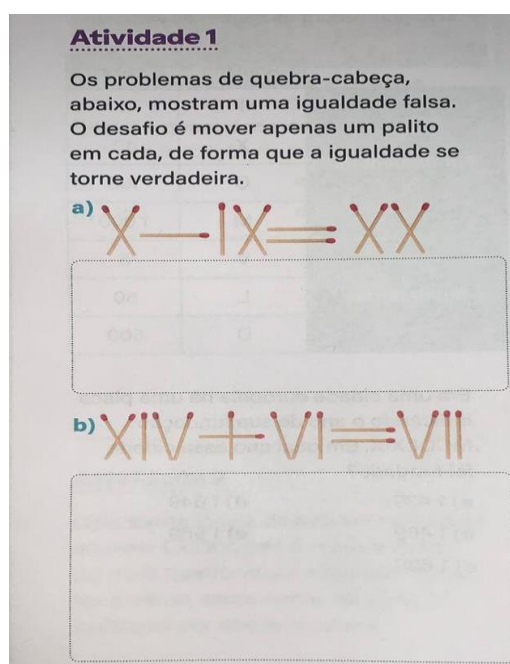 Atividade 1
Os problemas de quebra-cabeça,
abaixo, mostram uma igualdade falsa.
O desafio é mover apenas um palito
em cada, de forma que a igualdade se
torne verdadeira.
a) X—IX=XX
b) XIV+VI=VII